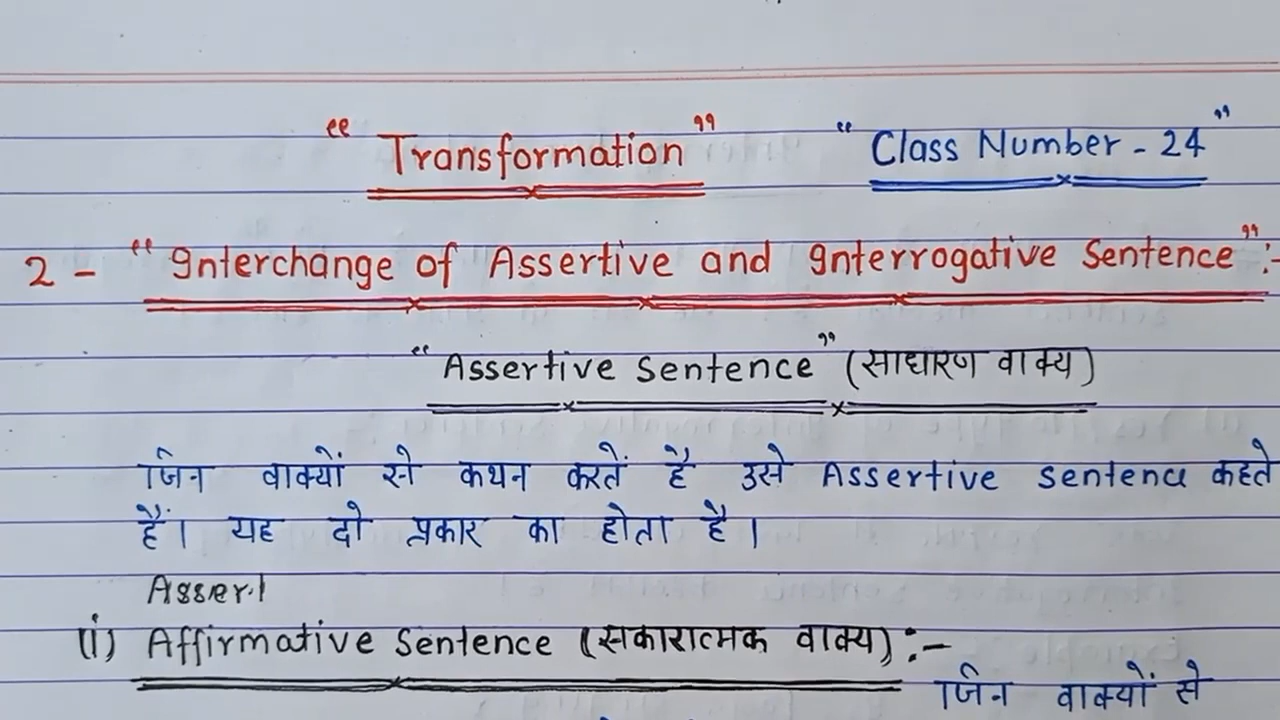 "Transformation" "Class Number - 24"
2 - "Interchange of Assertive and Interrogative Sentence" :-
"Assertive Sentence" (साधारण वाक्य)
जिन वाक्यों से कथन करतें है उसे Assertive sentence कहते
हैं। यह दो प्रकार का होता है।
Assert
(i) Affirmative Sentence (सकारात्मक वाक्य) :-
जिन वाक्यों से